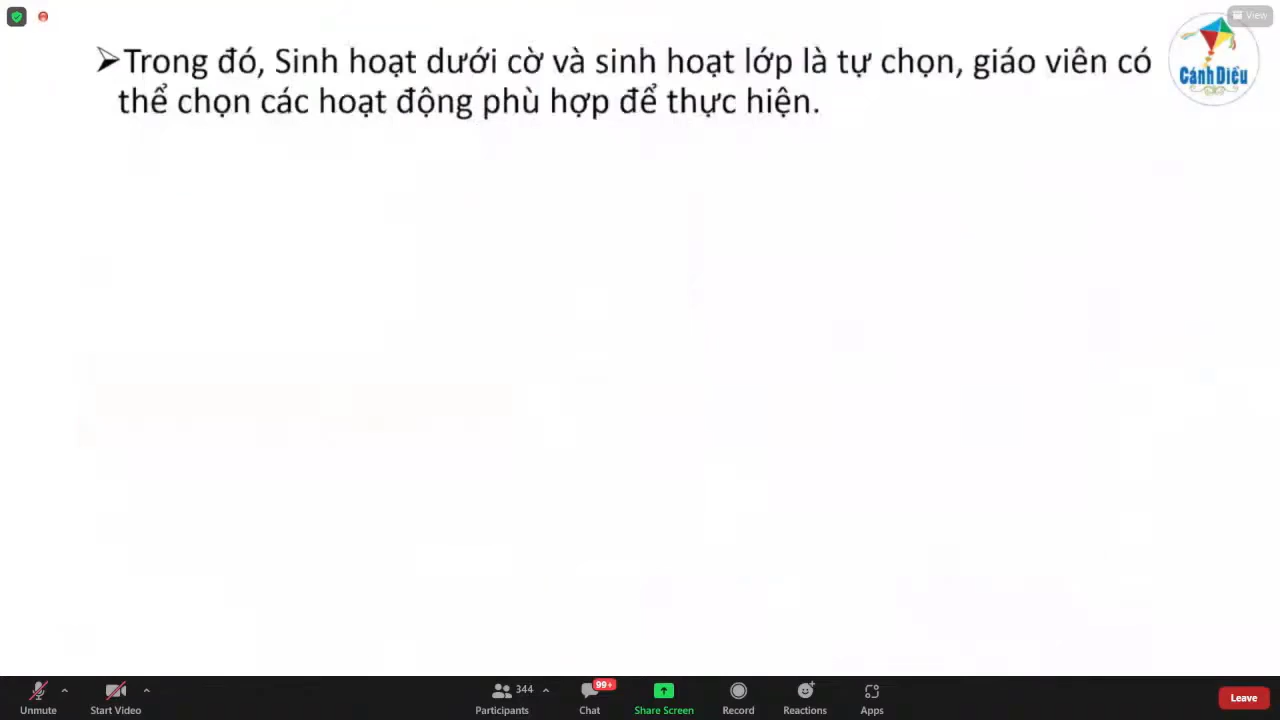 View
➢Trong đó, Sinh hoạt dưới cờ và sinh hoạt lớp là tự chọn, giáo viên có
thể chọn các hoạt động phù hợp để thực hiện.
Cánh Diều
Unmute
Start Video
344
Participants
99+
Chat
Share Screen
Record
Reactions
Apps
Leave